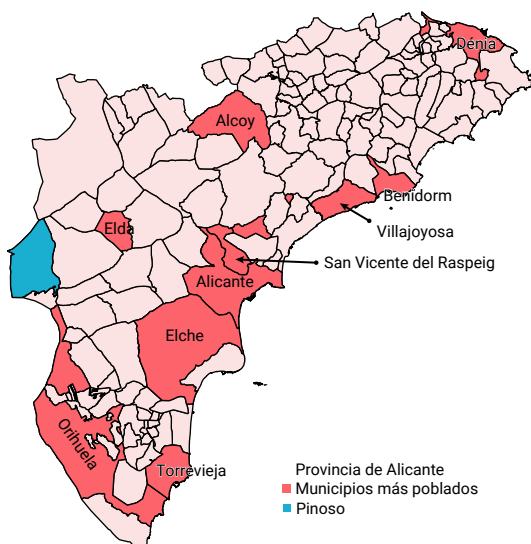 Dénia
Alcoy
Benidorm
Elda
Villajoyosa
San Vicente del Raspeig
Alicante
Elche
Orihuela
Torrevieja
Provincia de Alicante
Municipios más poblados
Pinoso